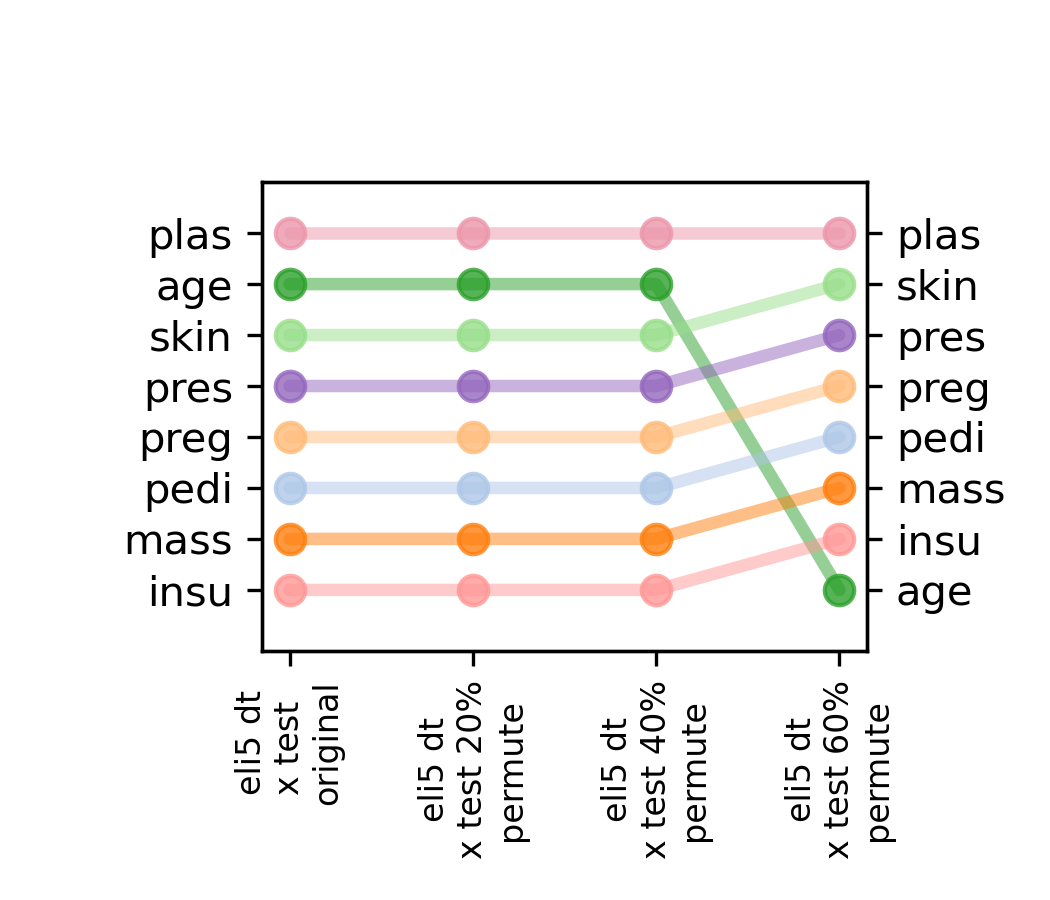 plas
age
skin
pres
preg
pedi
mass
insu
plas
skin
pres
preg
pedi
mass
insu
age
eli5 dt
x test
original
eli5 dt
x test 20%
permute
eli5 dt
x test 40%
permute
eli5 dt
x test 60%
permute